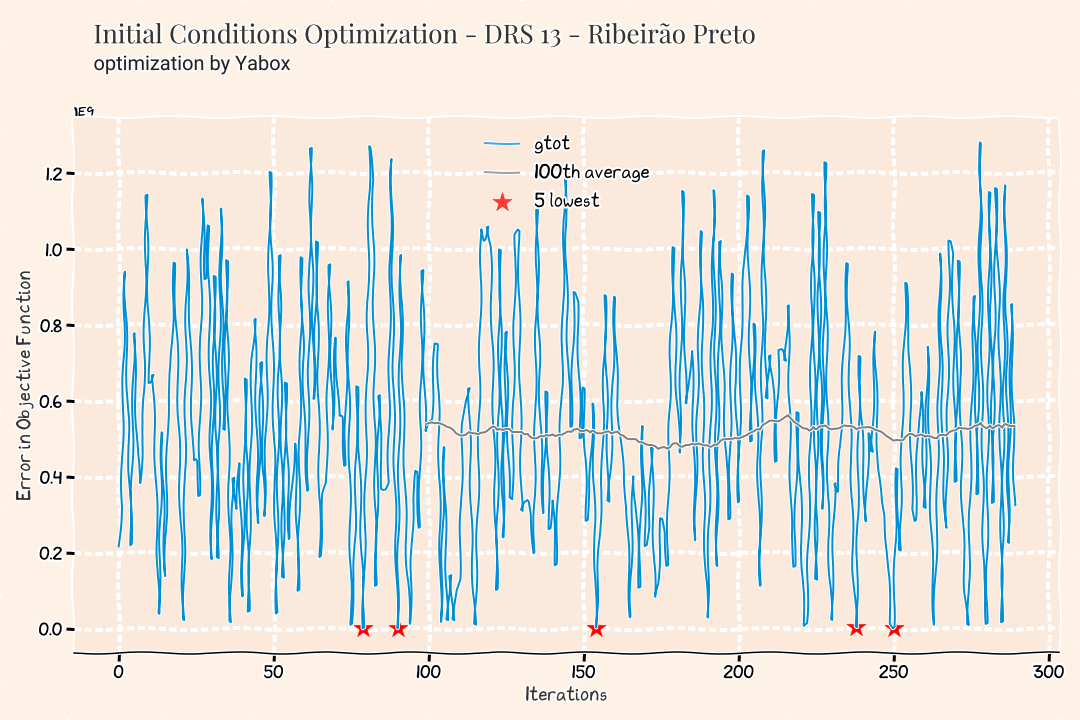 Initial Conditions Optimization - DRS 13 - Ribeirão Preto
optimization by Yabox
1E9
gtot
100th average
5 lowest
1.2
1.0
0.8
0.6
0.4
0.2
0.0
Error in Objective Function
0 50 100 150 200 250 300
Iterations